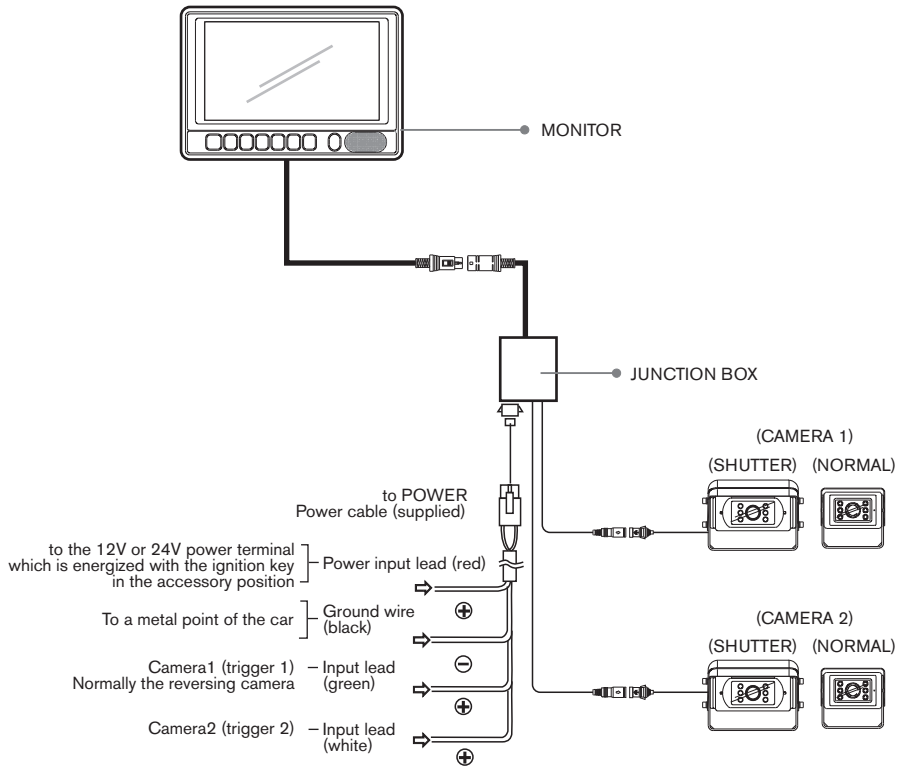 MONITOR
JUNCTION BOX
(CAMERA 1)
(SHUTTER) (NORMAL)
to POWER
Power cable (supplied)
to the 12V or 24V power terminal
which is energized with the ignition key
in the accessory position
Power input lead (red)
To a metal point of the car
Ground wire
(black)
Camera1 (trigger 1)
Normally the reversing camera
Input lead
(green)
Camera2 (trigger 2)
Input lead
(white)
(CAMERA 2)
(SHUTTER) (NORMAL)